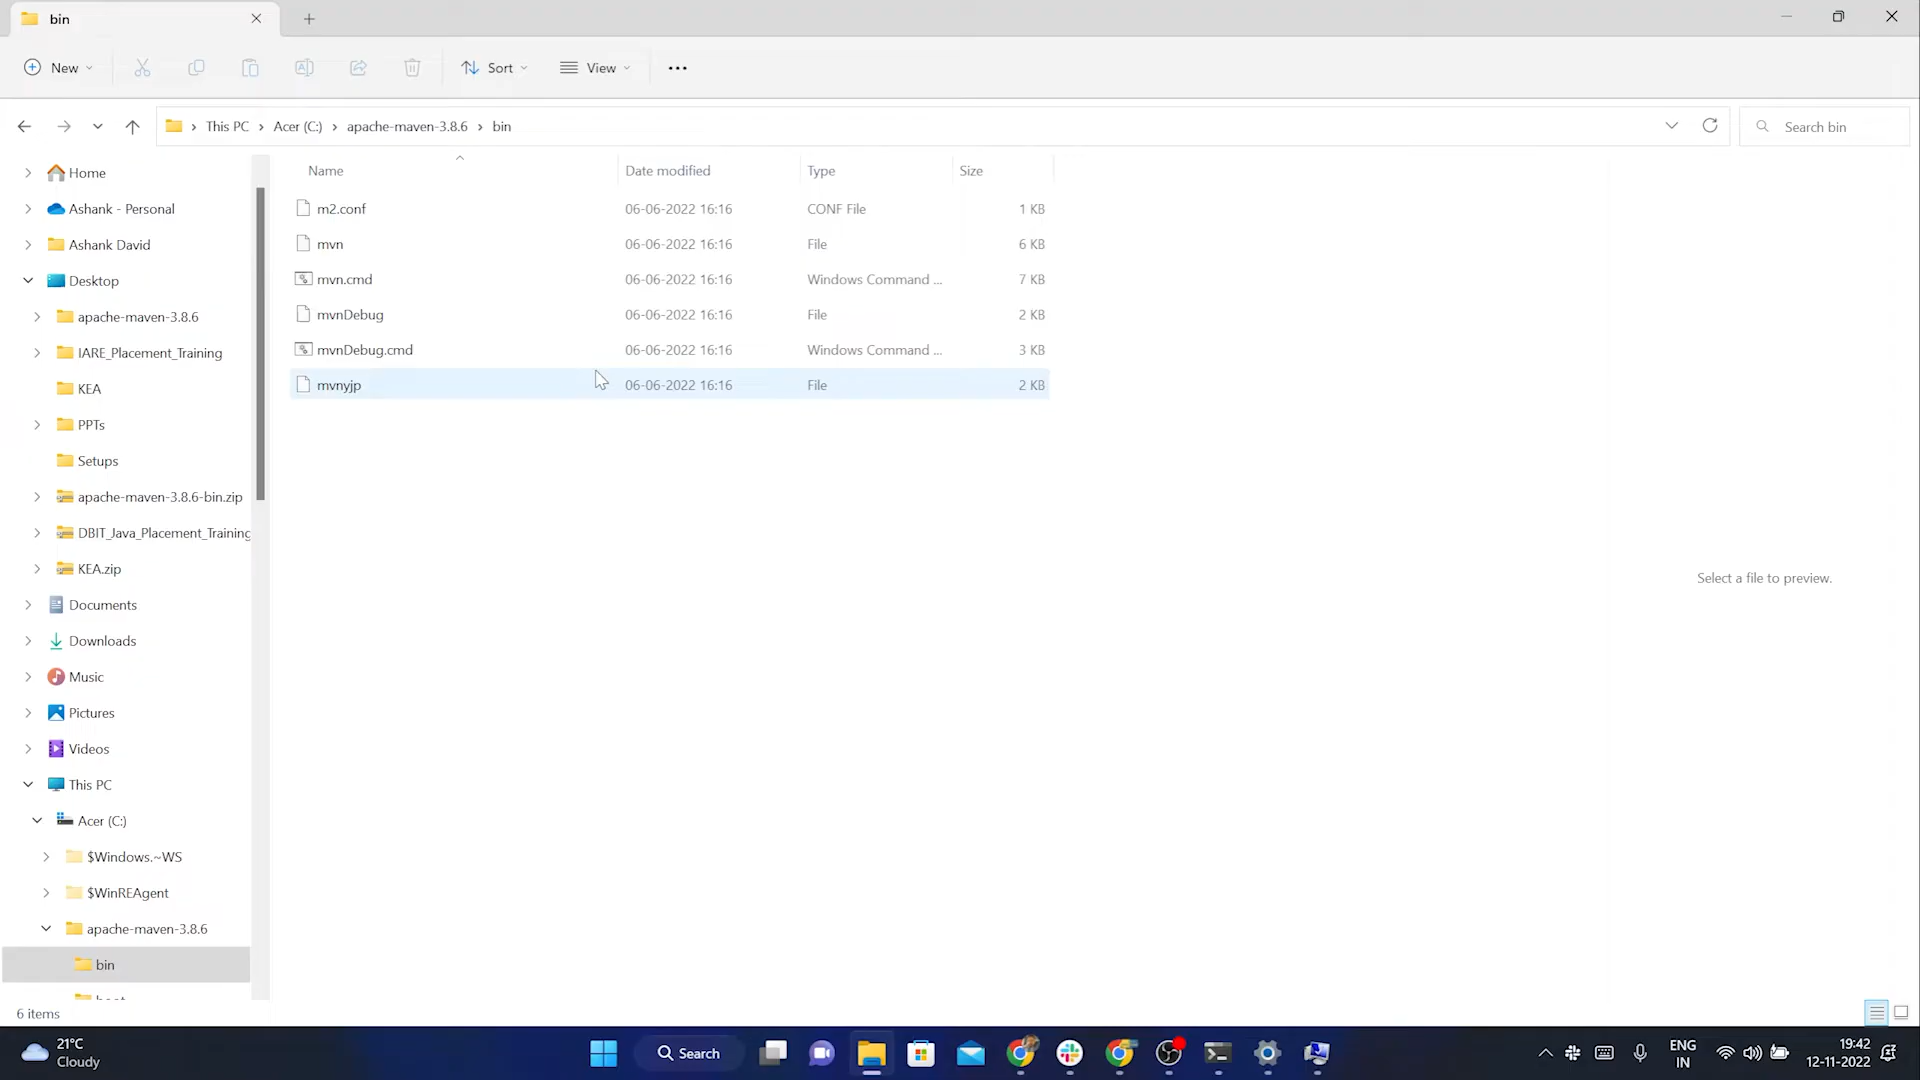 bin
New
Sort
View
This PC
Acer (C:)
apache-maven-3.8.6
bin
Search bin
Name
Date modified
Type
Size
m2.conf 06-06-2022 16:16 CONF File 1 KB
mvn 06-06-2022 16:16 File 6 KB
mvn.cmd 06-06-2022 16:16 Windows Command ... 7 KB
mvnDebug 06-06-2022 16:16 File 2 KB
mvnDebug.cmd 06-06-2022 16:16 Windows Command ... 3 KB
mvnyjp 06-06-2022 16:16 File 2 KB
Home
Ashank - Personal
Ashank David
Desktop
apache-maven-3.8.6
IARE_Placement_Training
KEA
PPTs
Setups
apache-maven-3.8.6-bin.zip
DBIT_Java_Placement_Training
KEA.zip
Documents
Downloads
Music
Pictures
Videos
This PC
Acer (C:)
$Windows.~WS
$WinREAgent
apache-maven-3.8.6
bin
Select a file to preview.
6 items
21°C
Cloudy
Search
ENG
IN
19:42
12-11-2022